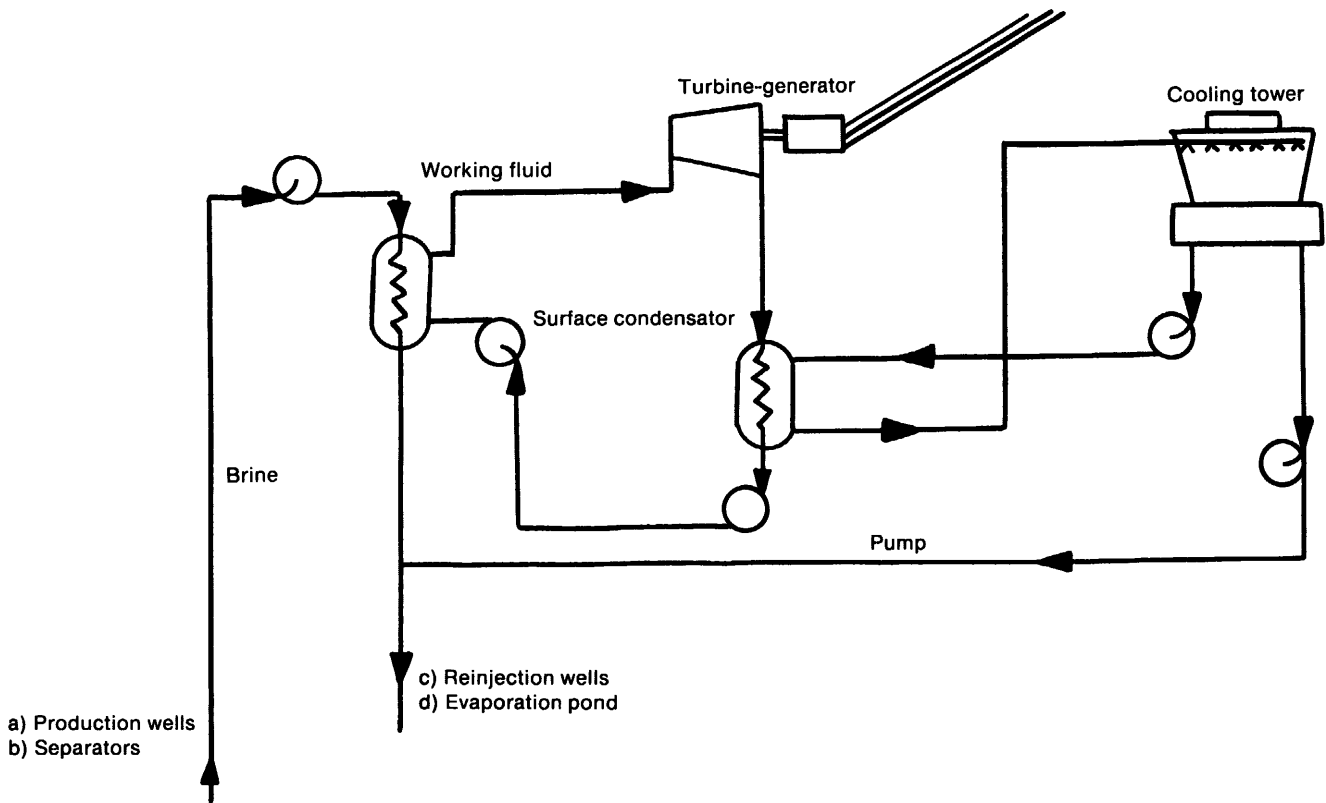 Turbine-generator
Cooling tower
Working fluid
Surface condensator
Brine
Pump
c) Reinjection wells
d) Evaporation pond
a) Production wells
b) Separators